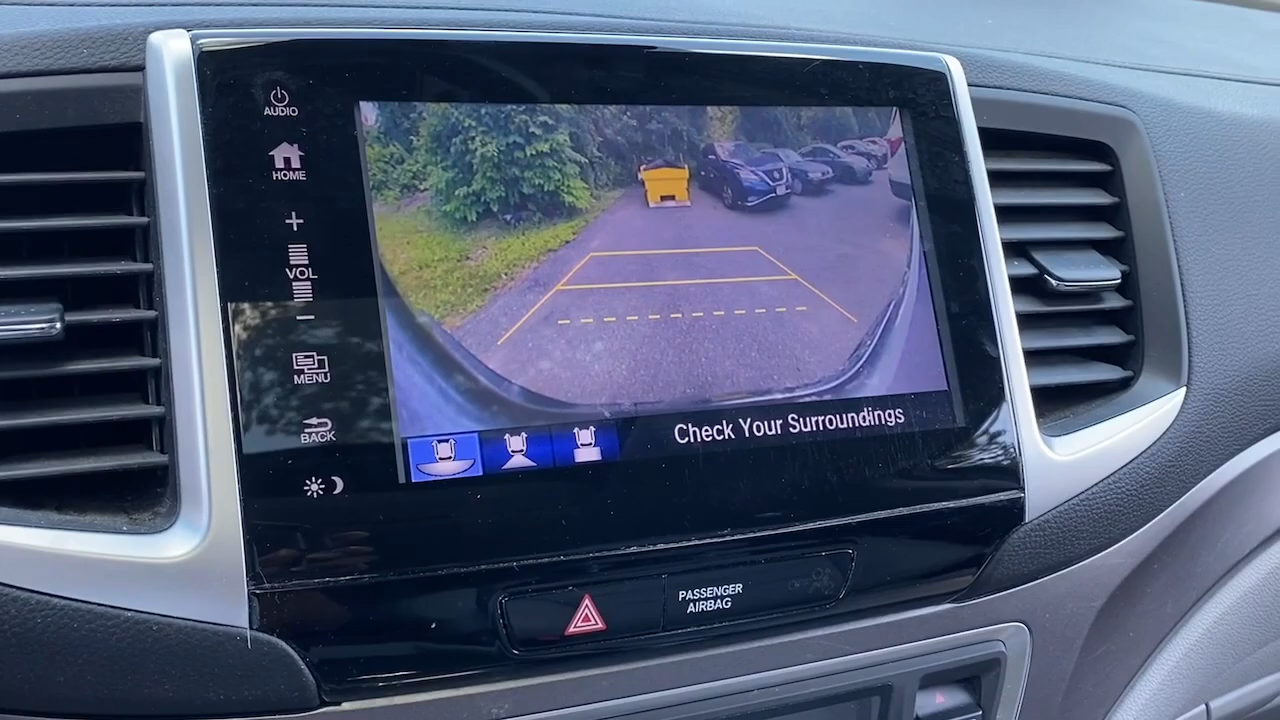 AUDIO
HOME
+
VOL
−
MENU
BACK
Check Your Surroundings
PASSENGER
AIRBAG